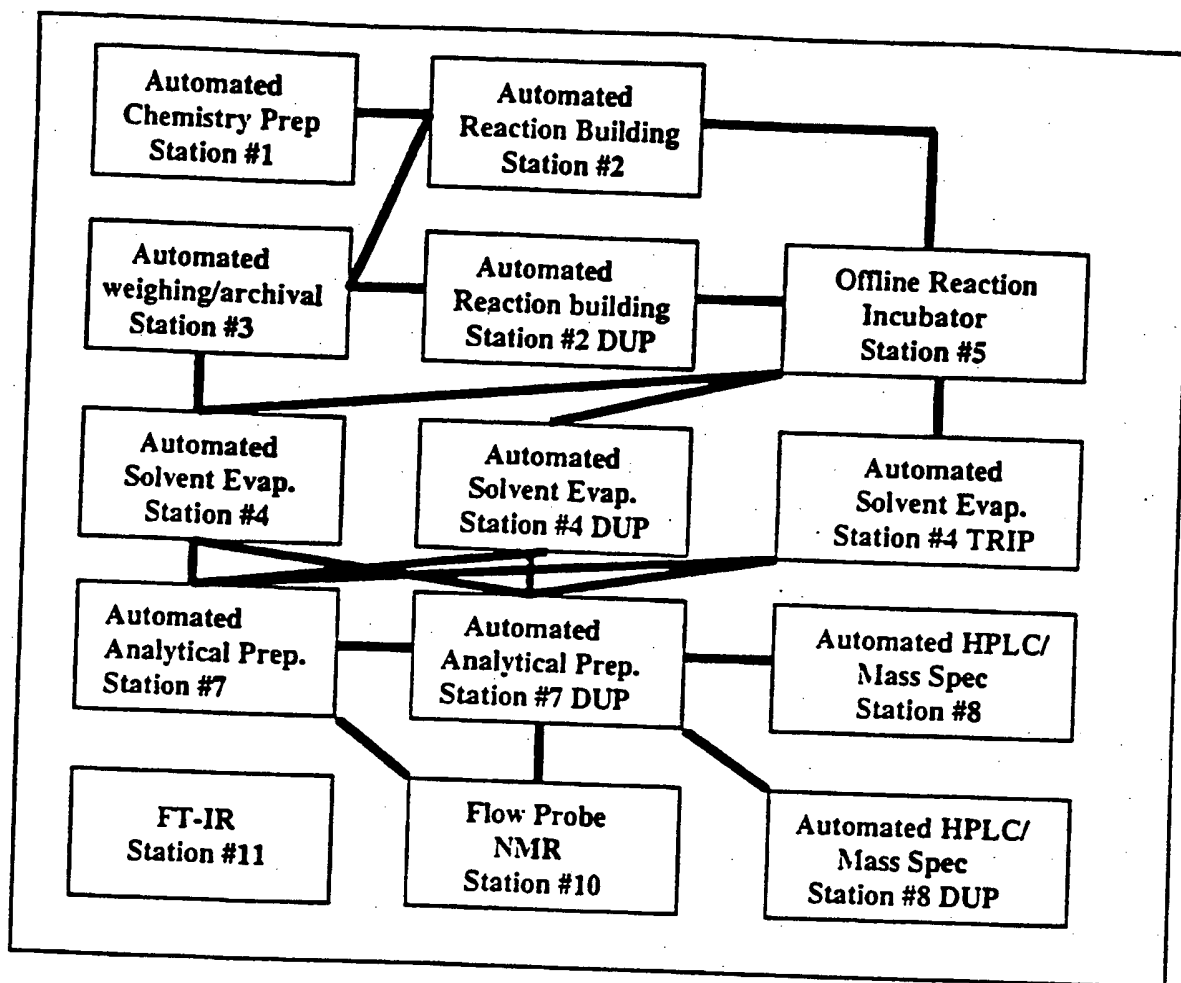 Automated
Chemistry Prep
Station #1
Automated
Reaction Building
Station #2
Automated
weighing/archival
Station #3
Automated
Reaction building
Station #2 DUP
Offline Reaction
Incubator
Station #5
Automated
Solvent Evap.
Station #4
Automated
Solvent Evap.
Station #4 DUP
Automated
Solvent Evap.
Station #4 TRIP
Automated
Analytical Prep.
Station #7
Automated
Analytical Prep.
Station #7 DUP
Automated HPLC/
Mass Spec
Station #8
FT-IR
Station #11
Flow Probe
NMR
Station #10
Automated HPLC/
Mass Spec
Station #8 DUP